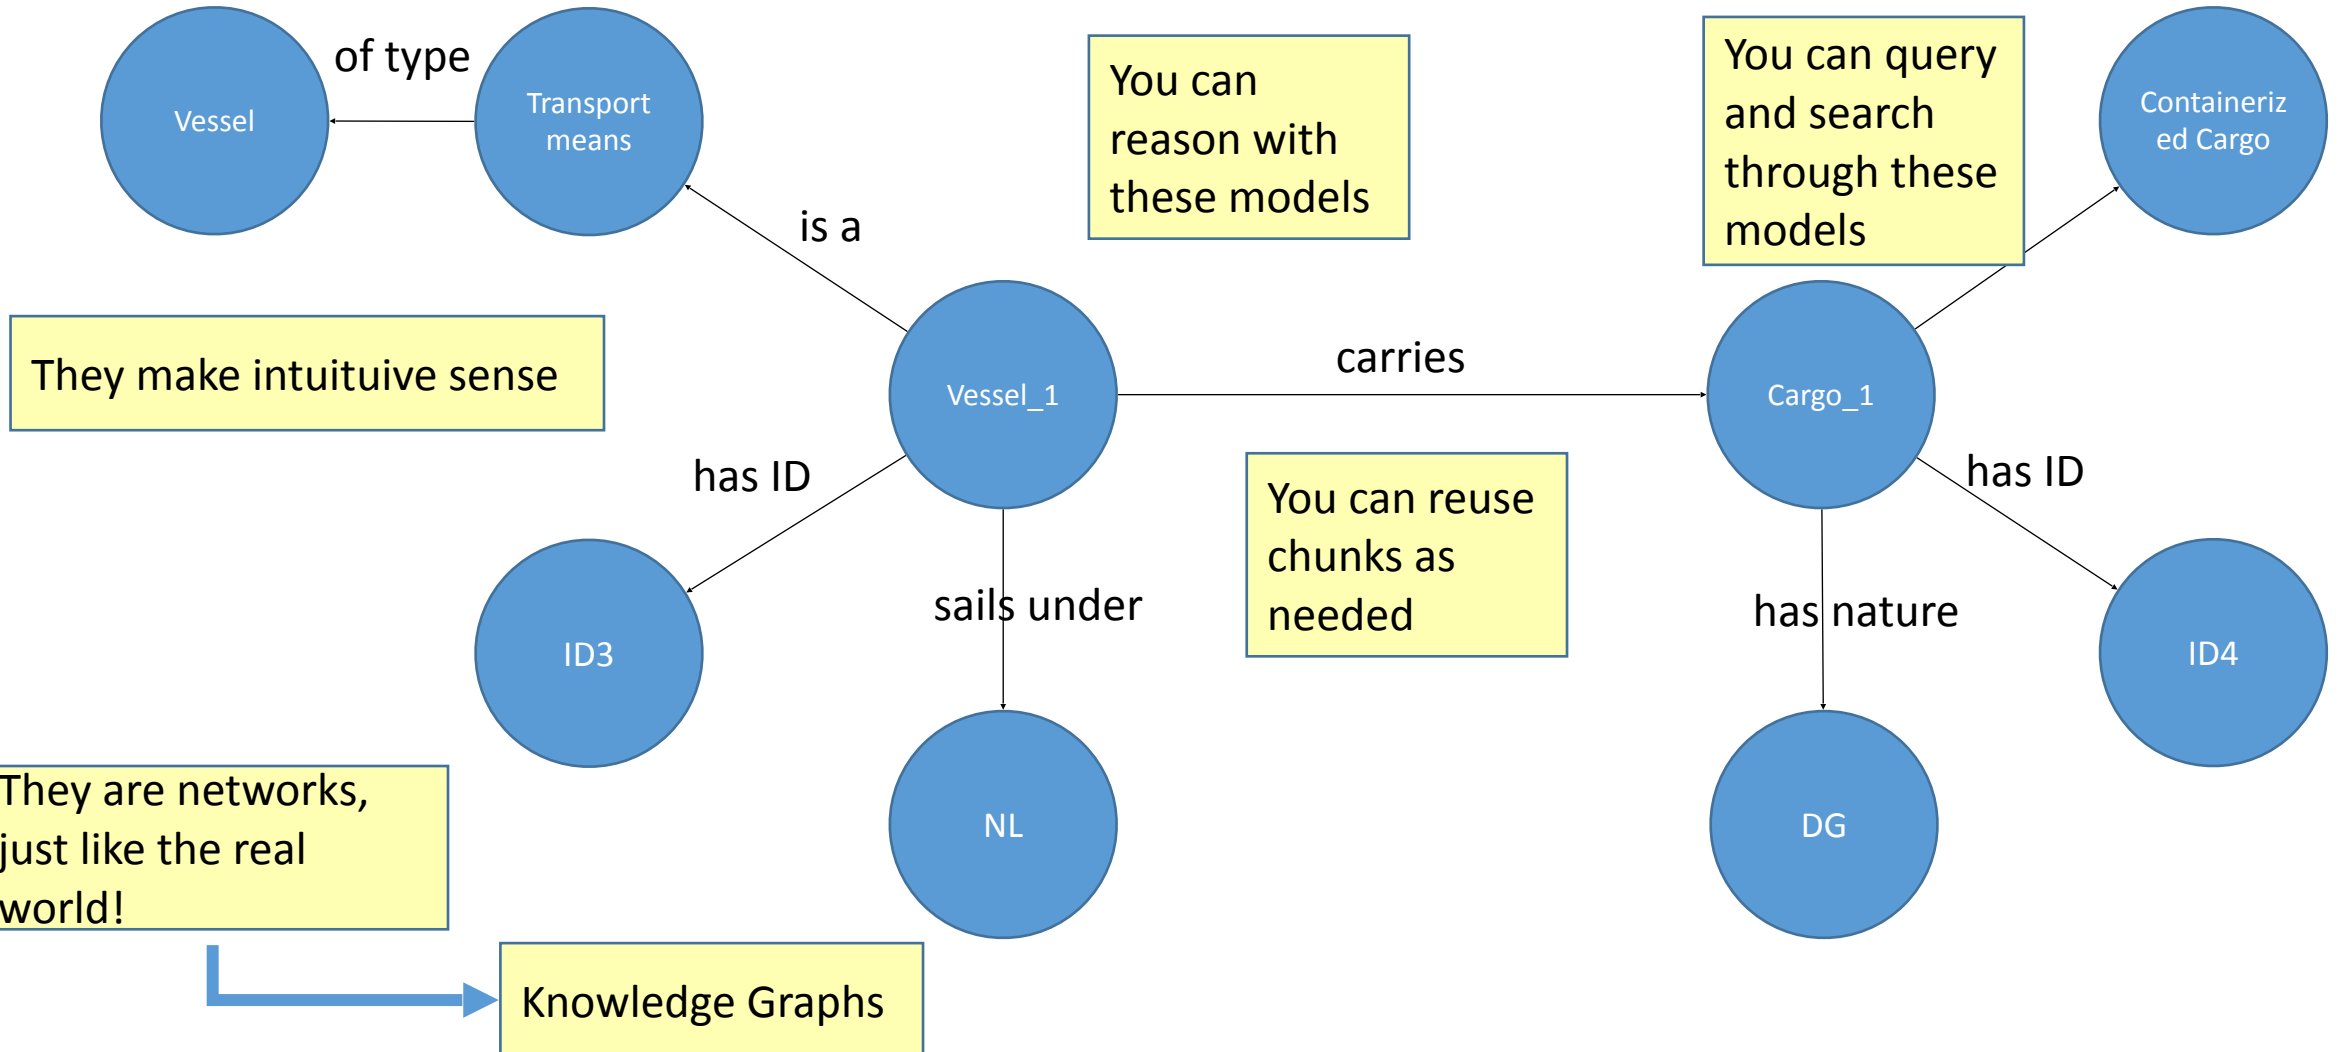 of type
Vessel
Transport
means
You can
reason with
these models
You can query
and search
through these
models
Containeriz
ed Cargo
is a
They make intuituive sense
Vessel_1
carries
Cargo_1
has ID
You can reuse
chunks as
needed
has ID
ID3
sails under
has nature
ID4
They are networks,
just like the real
world!
NL
DG
Knowledge Graphs